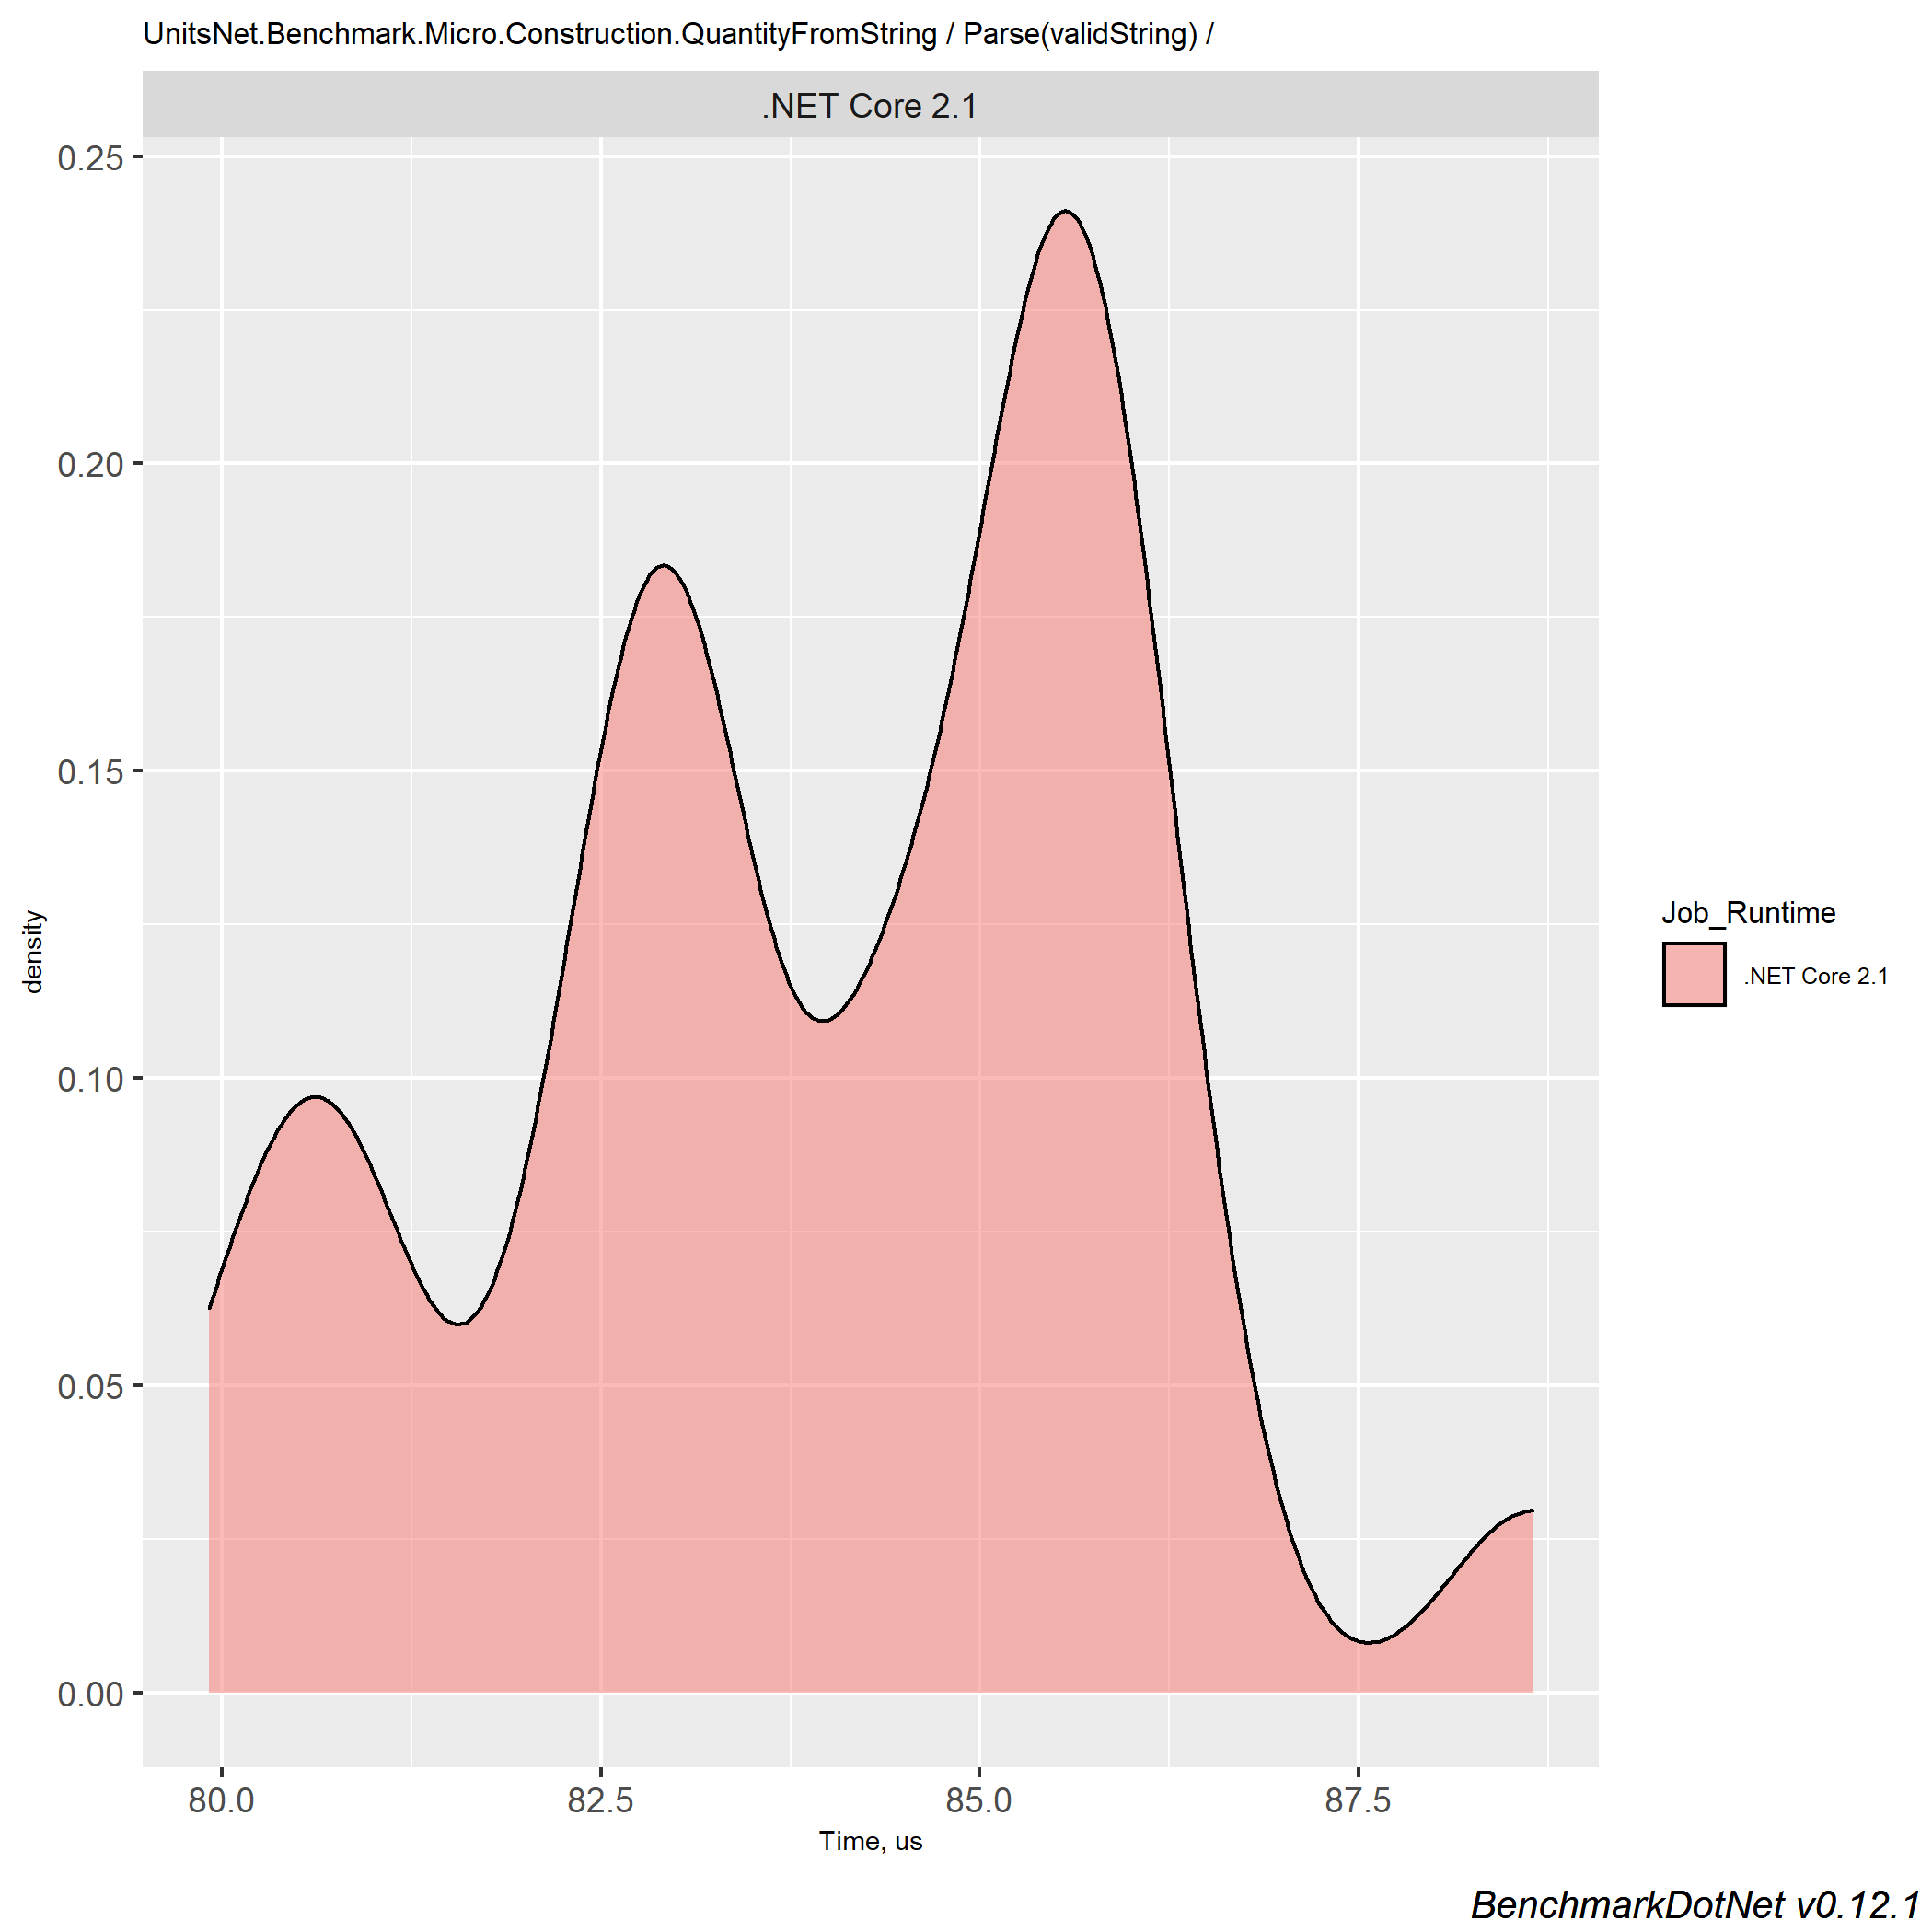 UnitsNet.Benchmark.Micro.Construction.QuantityFromString / Parse(validString) /
.NET Core 2.1
0.25
0.20
0.15
0.10
0.05
0.00
density
80.0 82.5 85.0 87.5
Time, us
Job_Runtime
.NET Core 2.1
BenchmarkDotNet v0.12.1